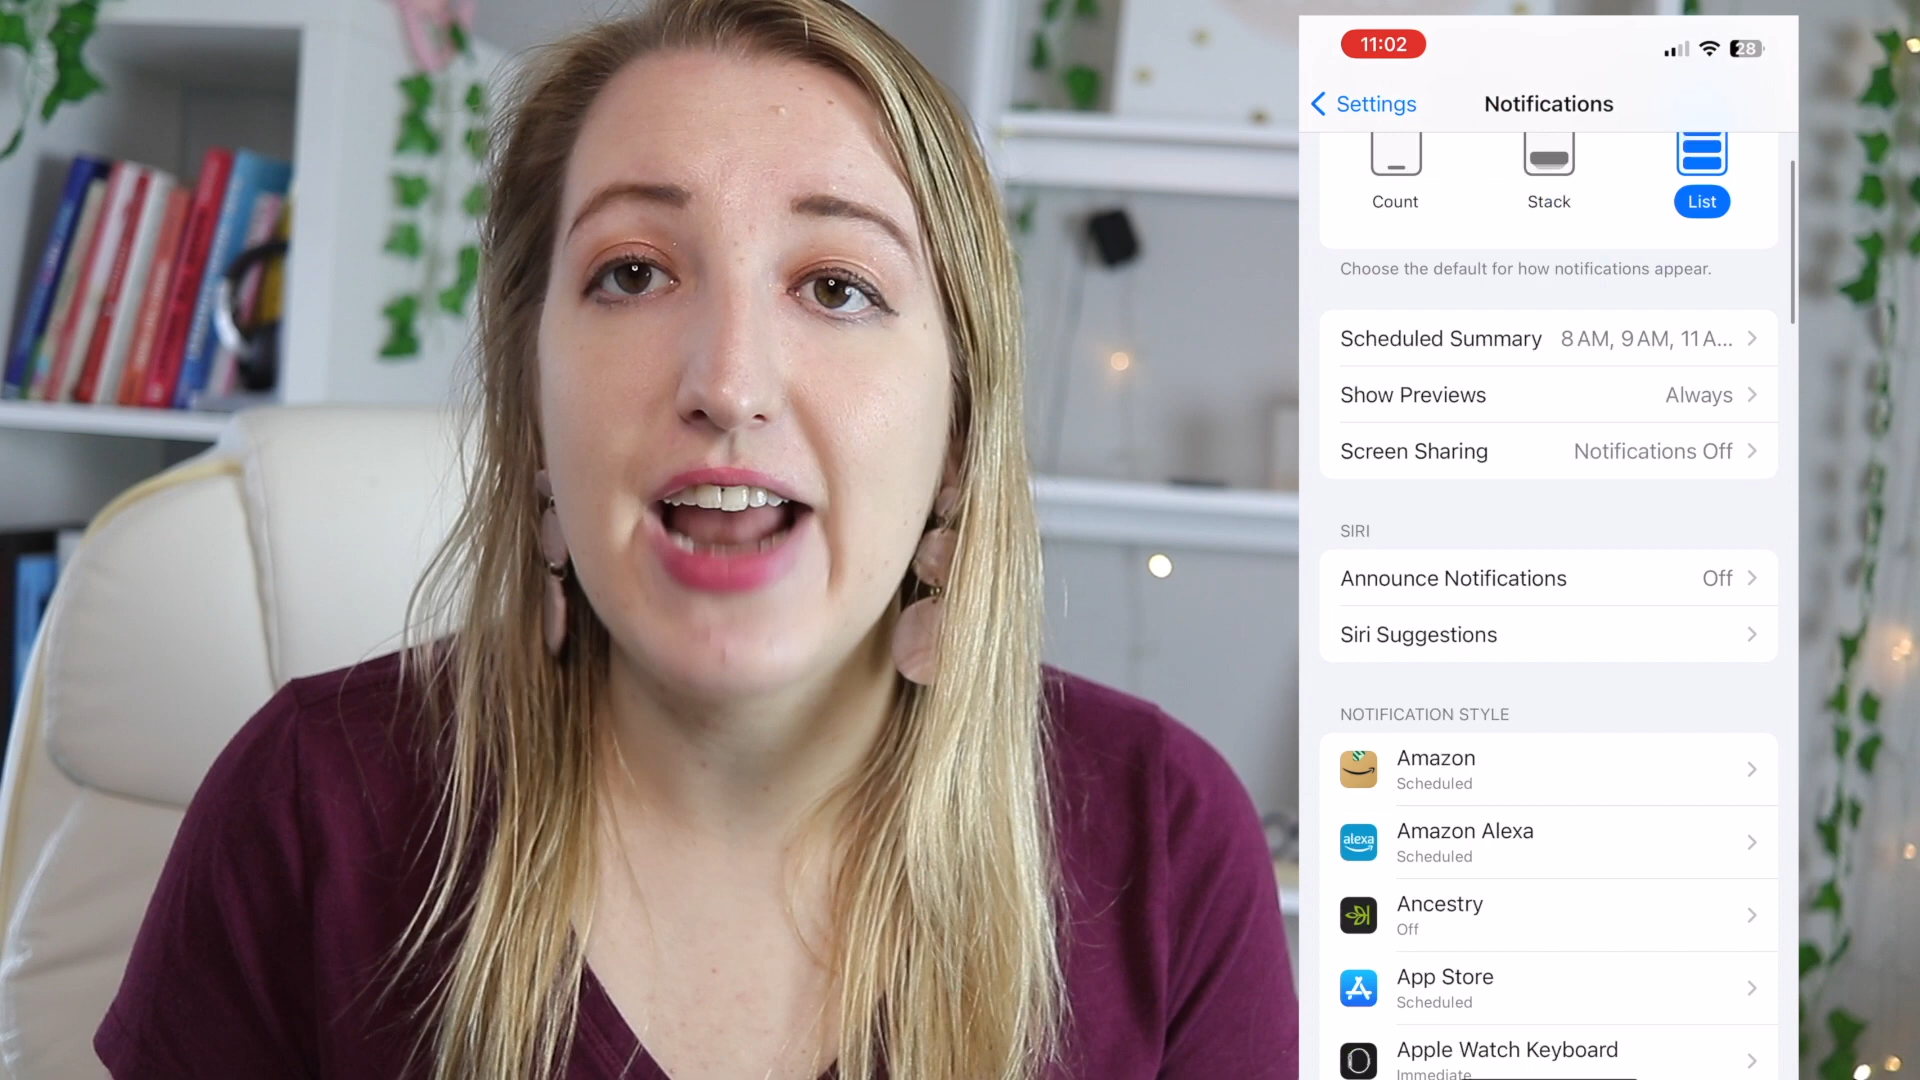 11:02
28
Settings
Notifications
Count
Stack
List
Choose the default for how notifications appear.
Scheduled Summary 8 AM, 9 AM, 11 A...
Show Previews Always
Screen Sharing Notifications Off
SIRI
Announce Notifications Off
Siri Suggestions
NOTIFICATION STYLE
Amazon
Scheduled
alexa
Amazon Alexa
Scheduled
Ancestry
Off
App Store
Scheduled
Apple Watch Keyboard
Immediate